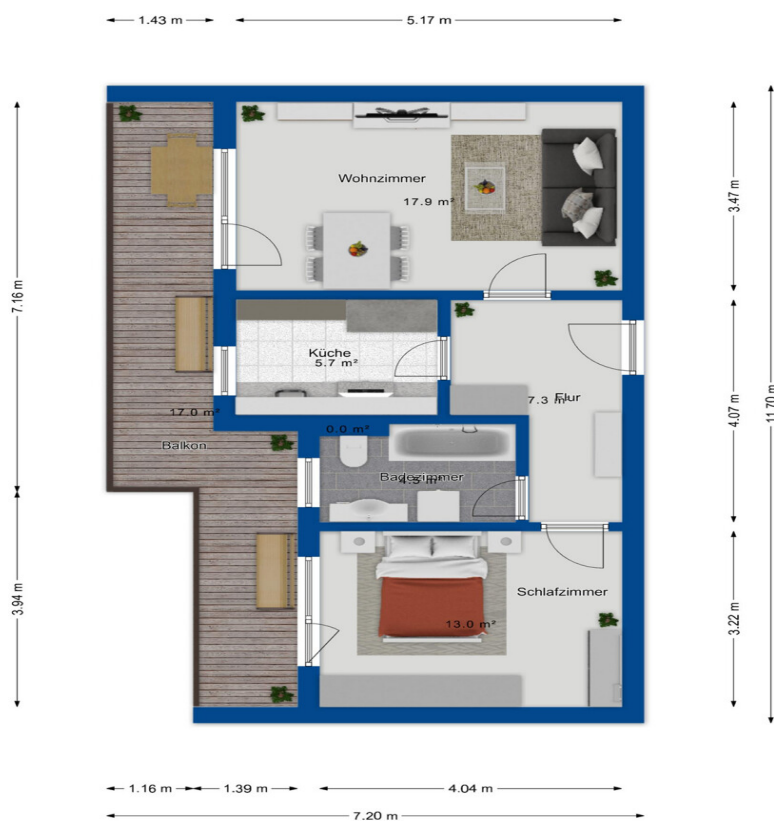 1.43 m
5.17 m
Wohnzimmer
17.9 m²
3.47 m
7.16 m
Küche
5.7 m²
7.3 m²
Flur
4.07 m
11.70 m
17.0 m²
Balkon
0.0 m²
Badezimmer
4.5 m²
3.94 m
Schlafzimmer
13.0 m²
3.22 m
1.16 m
1.39 m
4.04 m
7.20 m